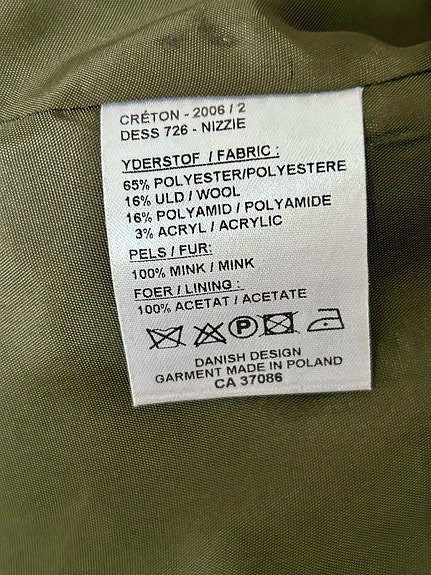 CRÉTON - 2006 / 2
DESS 726 - NIZZIE
YDERSTOF / FABRIC :
65% POLYESTER/POLYESTERE
16% ULD / WOOL
16% POLYAMID / POLYAMIDE
3% ACRYL / ACRYLIC
PELS / FUR:
100% MINK / MINK
FOER / LINING :
100% ACETAT / ACETATE
P
DANISH DESIGN
GARMENT MADE IN POLAND
CA 37086